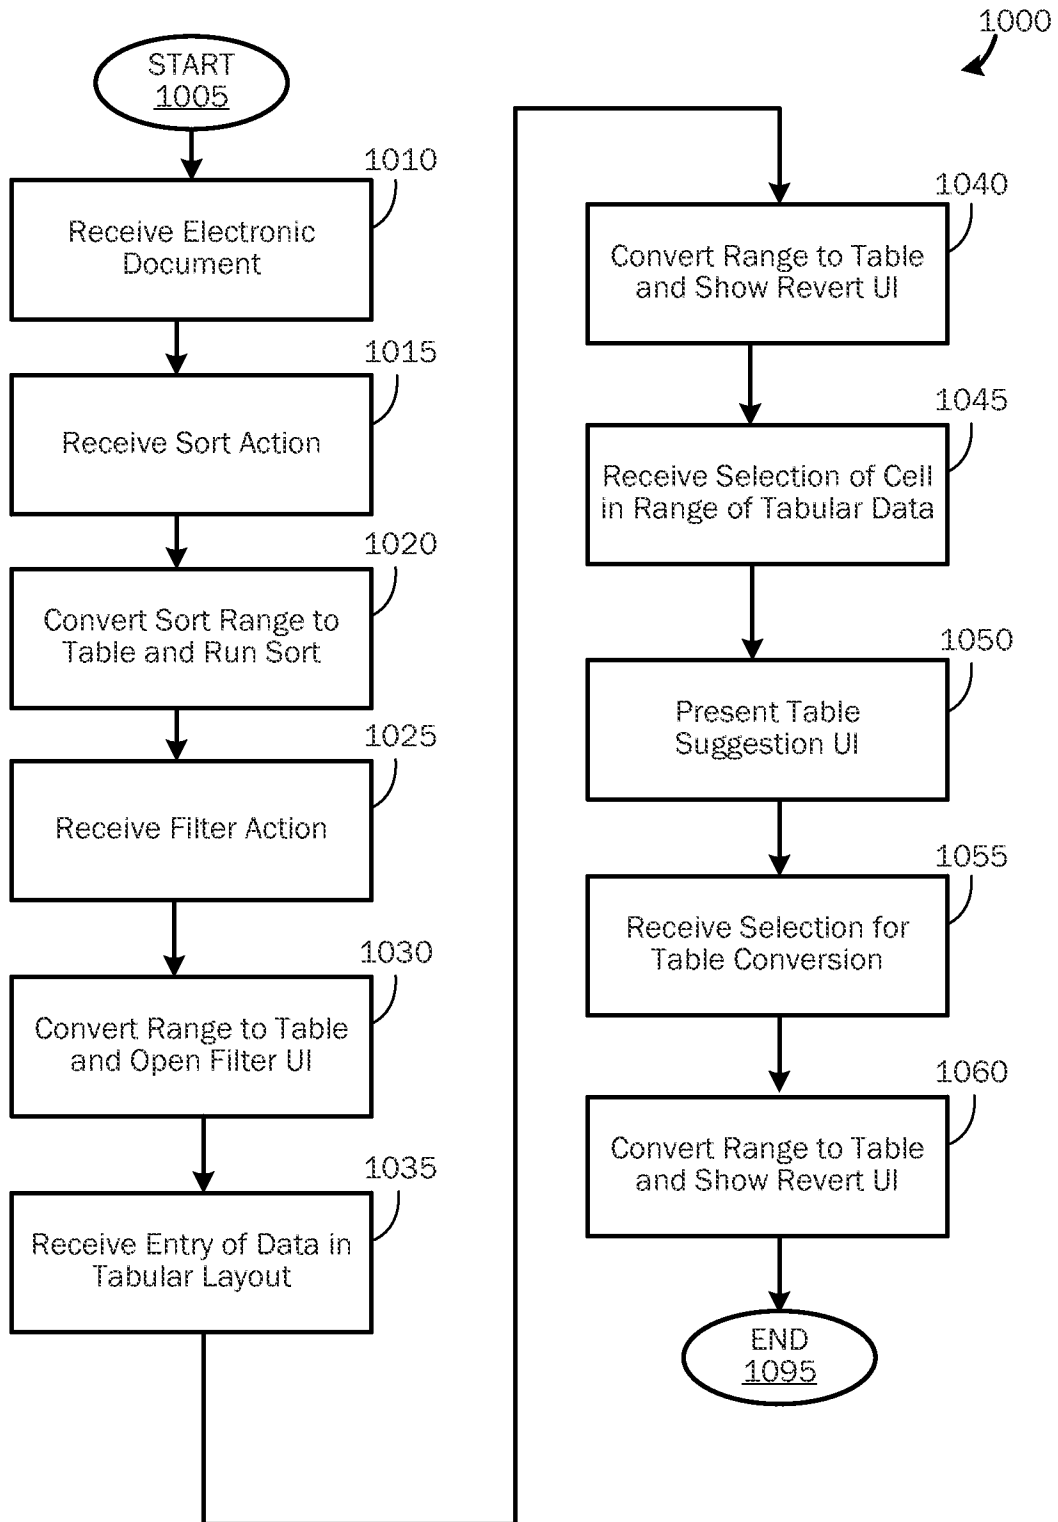 1000
START
1005
1010
Receive Electronic
Document
1015
Receive Sort Action
1020
Convert Sort Range to
Table and Run Sort
1025
Receive Filter Action
1030
Convert Range to Table
and Open Filter UI
1035
Receive Entry of Data in
Tabular Layout
1040
Convert Range to Table
and Show Revert UI
1045
Receive Selection of Cell
in Range of Tabular Data
1050
Present Table
Suggestion UI
1055
Receive Selection for
Table Conversion
1060
Convert Range to Table
and Show Revert UI
END
1095